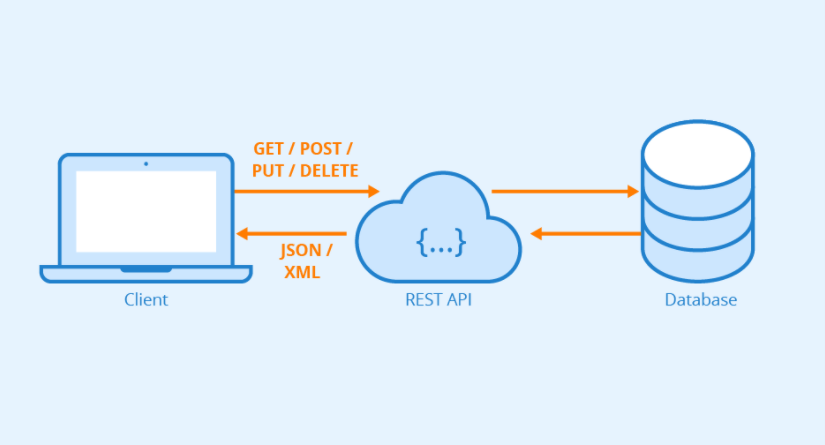 GET / POST /
PUT / DELETE
{...}
JSON /
XML
Client
REST API
Database